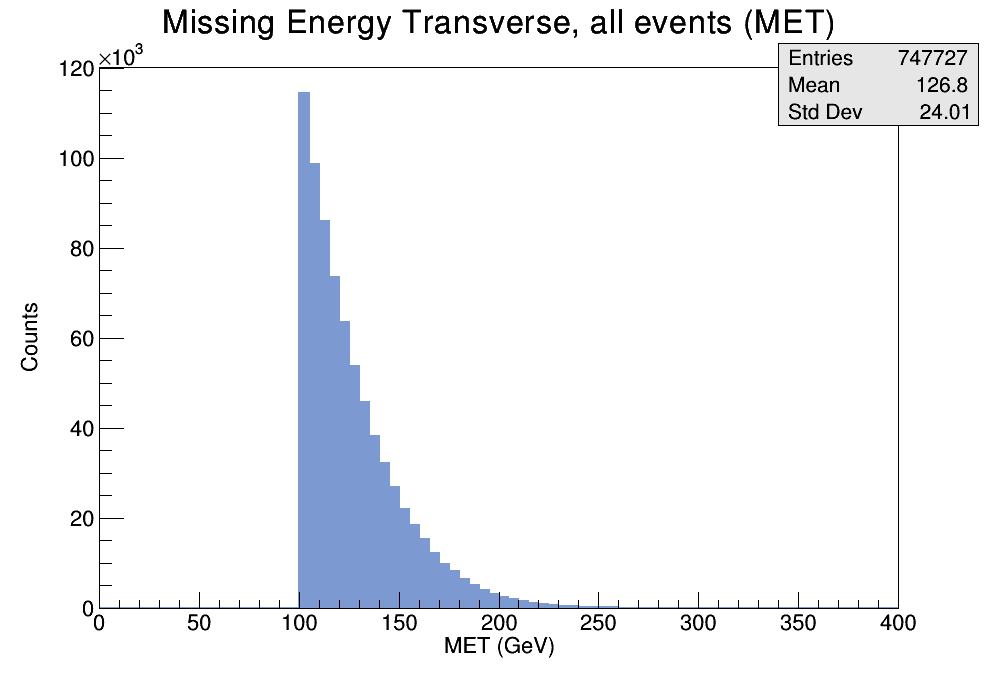 Missing Energy Transverse, all events (MET)
×10³
Entries 747727
Mean 126.8
Std Dev 24.01
120
100
80
60
40
20
0
Counts
0 50 100 150 200 250 300 350 400
MET (GeV)